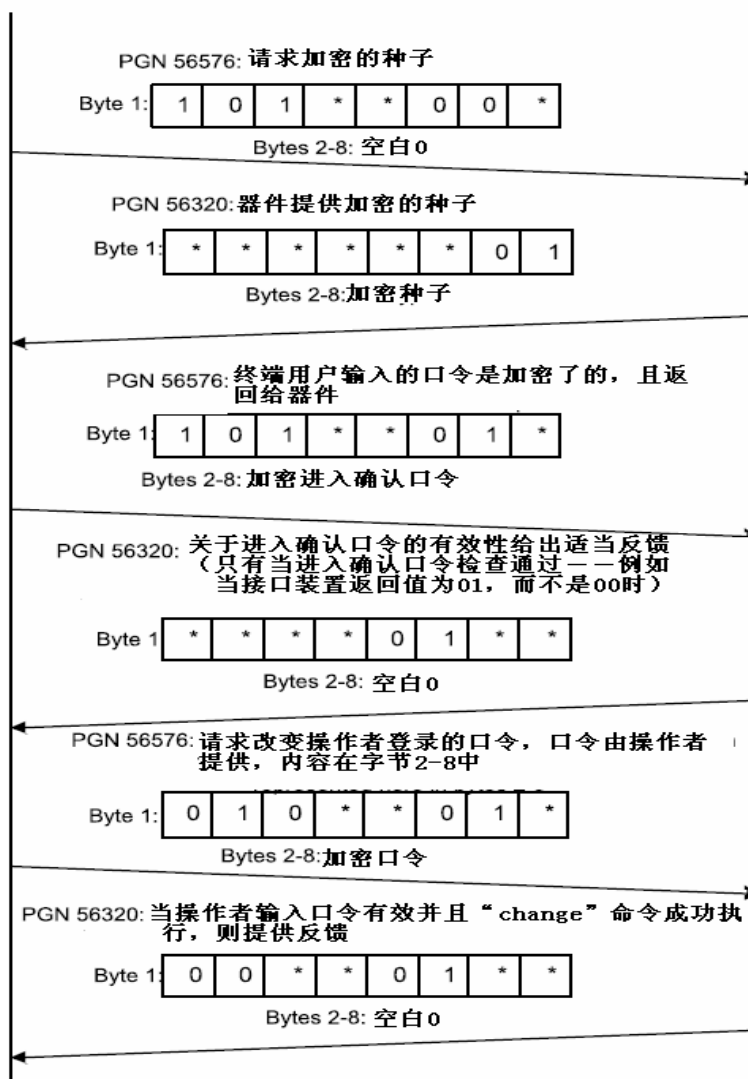 PGN 56576: 请求加密的种子
Byte 1: 1 0 1 * * 0 0 *
Bytes 2-8: 空白0
PGN 56320: 器件提供加密的种子
Byte 1: * * * * * * 0 1
Bytes 2-8:加密种子
PGN 56576: 终端用户输入的口令是加密了的，且返
回给器件
Byte 1: 1 0 1 * * 0 1 *
Bytes 2-8: 加密进入确认口令
PGN 56320: 关于进入确认口令的有效性给出适当反馈
（只有当进入确认口令检查通过——例如
当接口装置返回值为01，而不是00时）
Byte 1 * * * * 0 1 * *
Bytes 2-8: 空白0
PGN 56576: 请求改变操作者登录的口令，口令由操作者
提供，内容在字节2-8中
Byte 1: 0 1 0 * * 0 1 *
Bytes 2-8:加密口令
PGN 56320: 当操作者输入口令有效并且“change”命令成功执
行，则提供反馈
Byte 1: 0 0 * * 0 1 * *
Bytes 2-8: 空白0